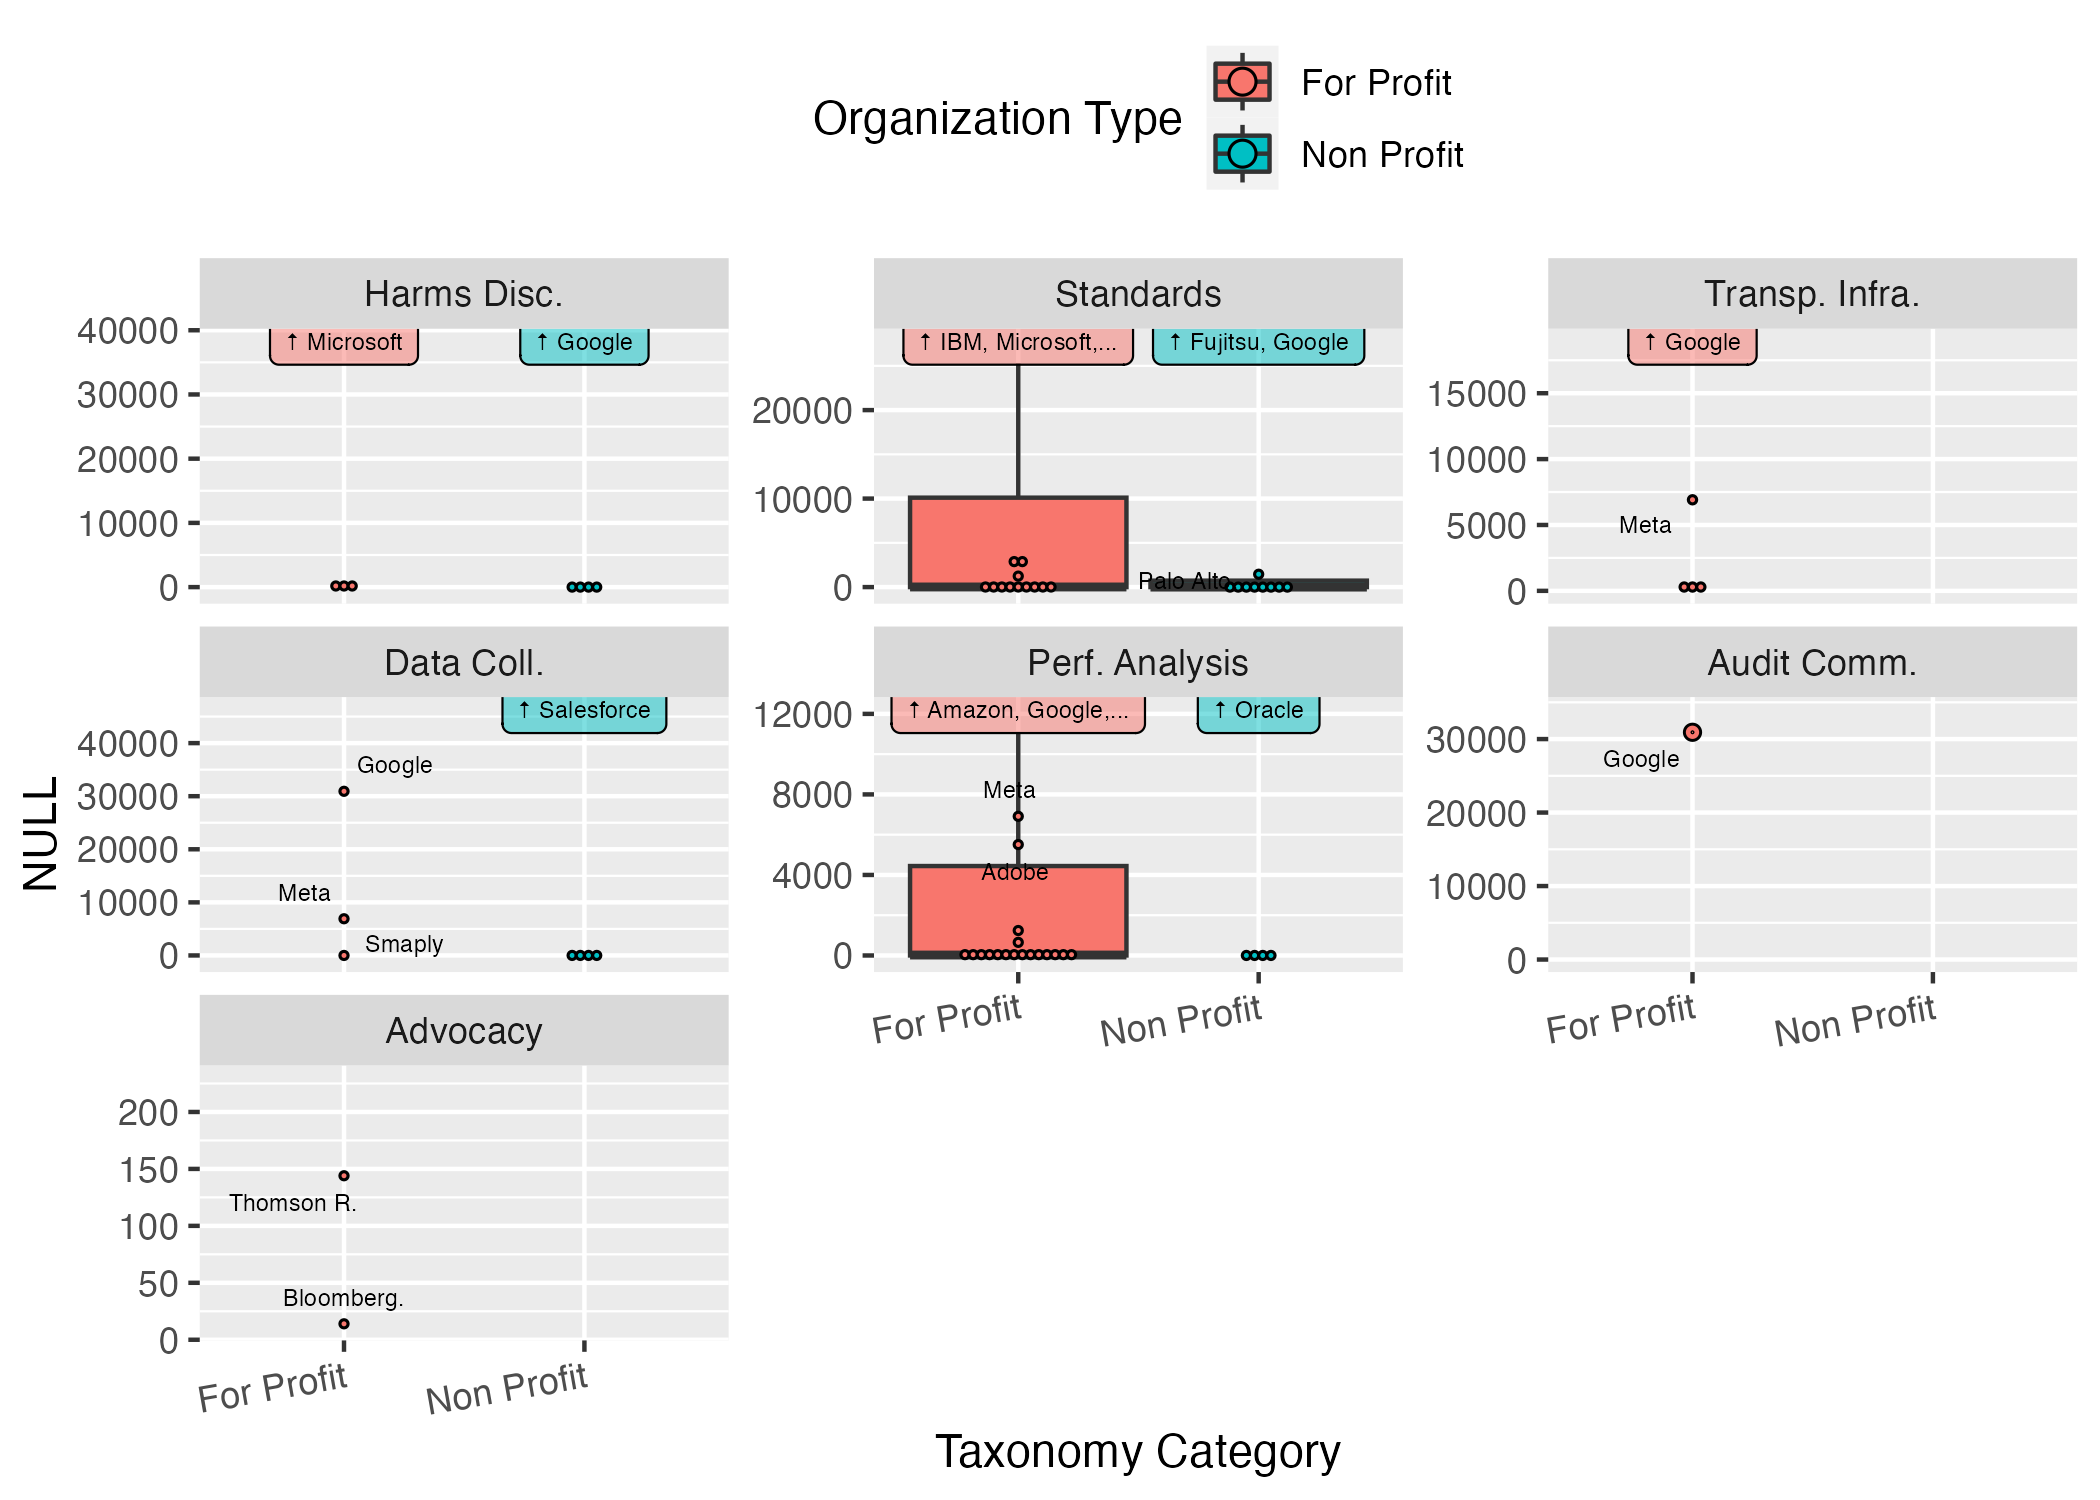 Organization Type
For Profit
Non Profit
Harms Disc.
40000
30000
20000
10000
0
↑ Microsoft
↑ Google
Standards
20000
10000
0
↑ IBM, Microsoft,...
↑ Fujitsu, Google
Palo Alto
Transp. Infra.
15000
10000
5000
0
↑ Google
Meta
Data Coll.
40000
30000
20000
10000
0
↑ Salesforce
Google
Meta
Smaply
Perf. Analysis
12000
8000
4000
0
↑ Amazon, Google,...
↑ Oracle
Meta
Adobe
For Profit
Non Profit
Audit Comm.
30000
20000
10000
0
Google
For Profit
Non Profit
Advocacy
200
150
100
50
0
Thomson R.
Bloomberg.
For Profit
Non Profit
NULL
Taxonomy Category